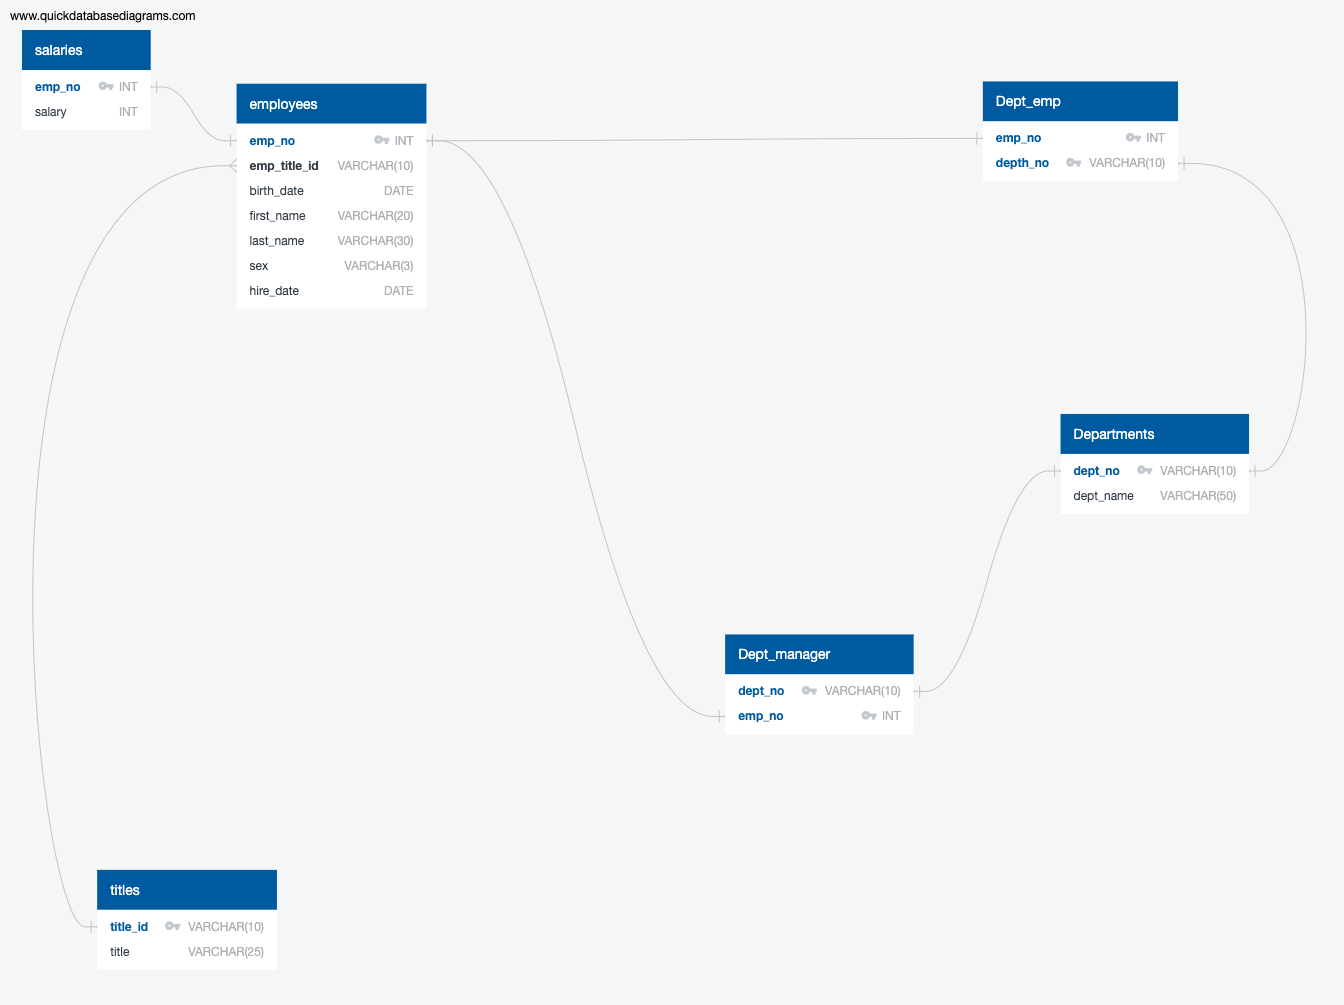 www.quickdatabasediagrams.com
salaries
emp_no INT
salary INT
employees
emp_no INT
emp_title_id VARCHAR(10)
birth_date DATE
first_name VARCHAR(20)
last_name VARCHAR(30)
sex VARCHAR(3)
hire_date DATE
Dept_emp
emp_no INT
depth_no VARCHAR(10)
Departments
dept_no VARCHAR(10)
dept_name VARCHAR(50)
Dept_manager
dept_no VARCHAR(10)
emp_no INT
titles
title_id VARCHAR(10)
title VARCHAR(25)